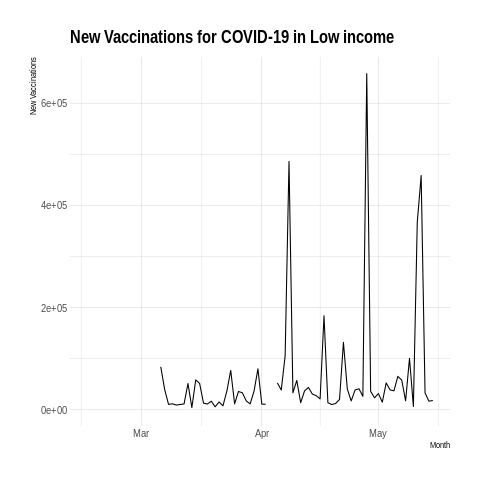 New Vaccinations for COVID-19 in Low income
New Vaccinations
6e+05
4e+05
2e+05
0e+00
Mar
Apr
May
Month